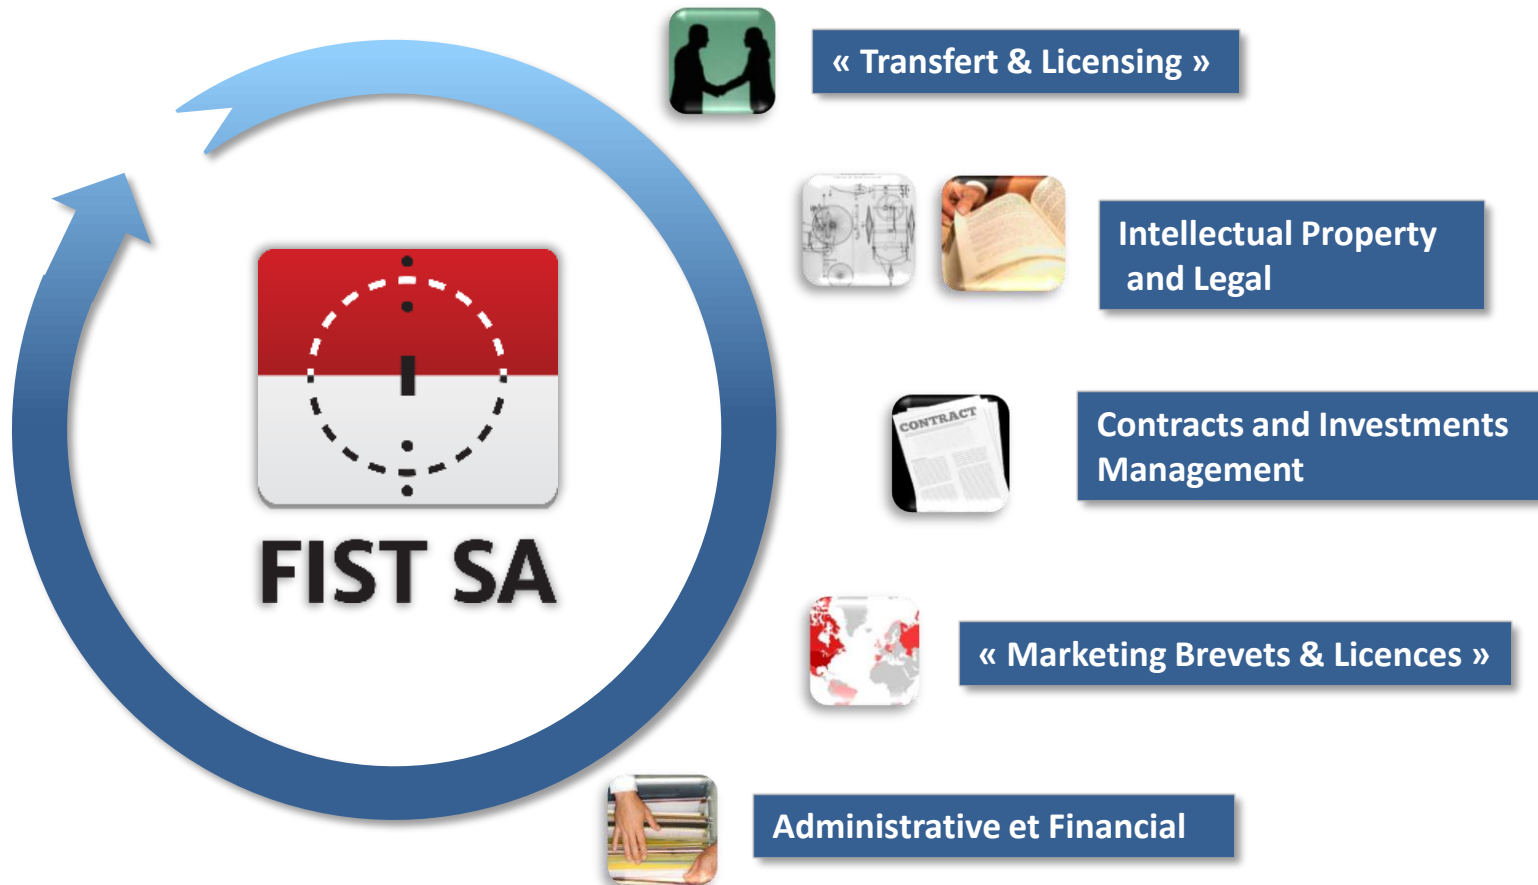 « Transfert & Licensing »
Intellectual Property
and Legal
CONTRACT
Contracts and Investments
Management
FIST SA
« Marketing Brevets & Licences »
Administrative et Financial